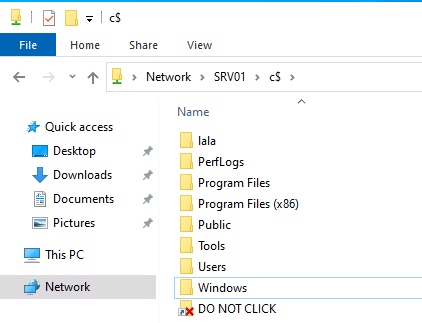 c$
File Home Share View
Network > SRV01 > c$ >
Name
Quick access
Desktop
Downloads
Documents
Pictures
This PC
Network
lala
PerfLogs
Program Files
Program Files (x86)
Public
Tools
Users
Windows
DO NOT CLICK